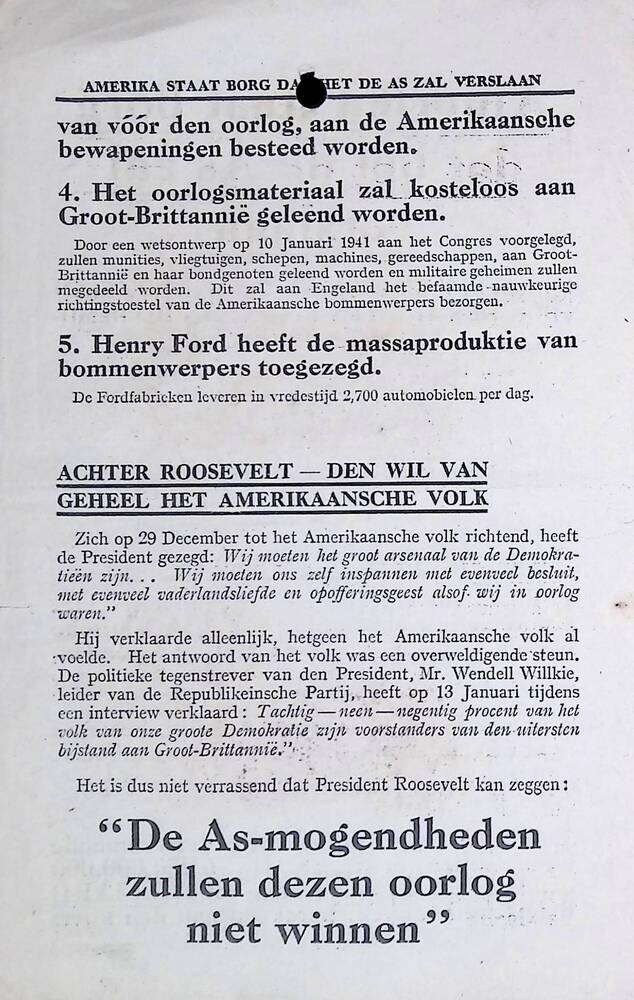 AMERIKA STAAT BORG DA HET DE AS ZAL VERSLAAN
van vóór den oorlog, aan de Amerikaansche
bewapeningen besteed worden.
4. Het oorlogsmateriaal zal kosteloos aan
Groot-Brittannië geleend worden.
Door een wetsontwerp op 10 Januari 1941 aan het Congres voorgelegd,
zullen munities, vliegtuigen, schepen, machines, gereedschappen, aan Groot-
Brittannië en haar bondgenoten geleend worden en militaire geheimen zullen
megedeeld worden. Dit zal aan Engeland het befaamde nauwkeurige
richtingstoestel van de Amerikaansche bommenwerpers bezorgen.
5. Henry Ford heeft de massaproduktie van
bommenwerpers toegezegd.
De Fordfabrieken leveren in vredestijd 2,700 automobielen per dag.
ACHTER ROOSEVELT — DEN WIL VAN
GEHEEL HET AMERIKAANSCHE VOLK
Zich op 29 December tot het Amerikaansche volk richtend, heeft
de President gezegd: Wij moeten het groot arsenaal van de Demokra-
tieën zijn... Wij moeten ons zelf inspannen met evenveel besluit,
met evenveel vaderlandsliefde en opofferingsgeest alsof wij in oorlog
waren."
Hij verklaarde alleenlijk, hetgeen het Amerikaansche volk al
voelde. Het antwoord van het volk was een overweldigende steun.
De politieke tegenstrever van den President, Mr. Wendell Willkie,
leider van de Republikeinsche Partij, heeft op 13 Januari tijdens
een interview verklaard : Tachtig — neen — negentig procent van het
volk van onze groote Demokratie zijn voorstanders van den uitersten
bijstand aan Groot-Brittannië."
Het is dus niet verrassend dat President Roosevelt kan zeggen :
“De As-mogendheden
zullen dezen oorlog
niet winnen”